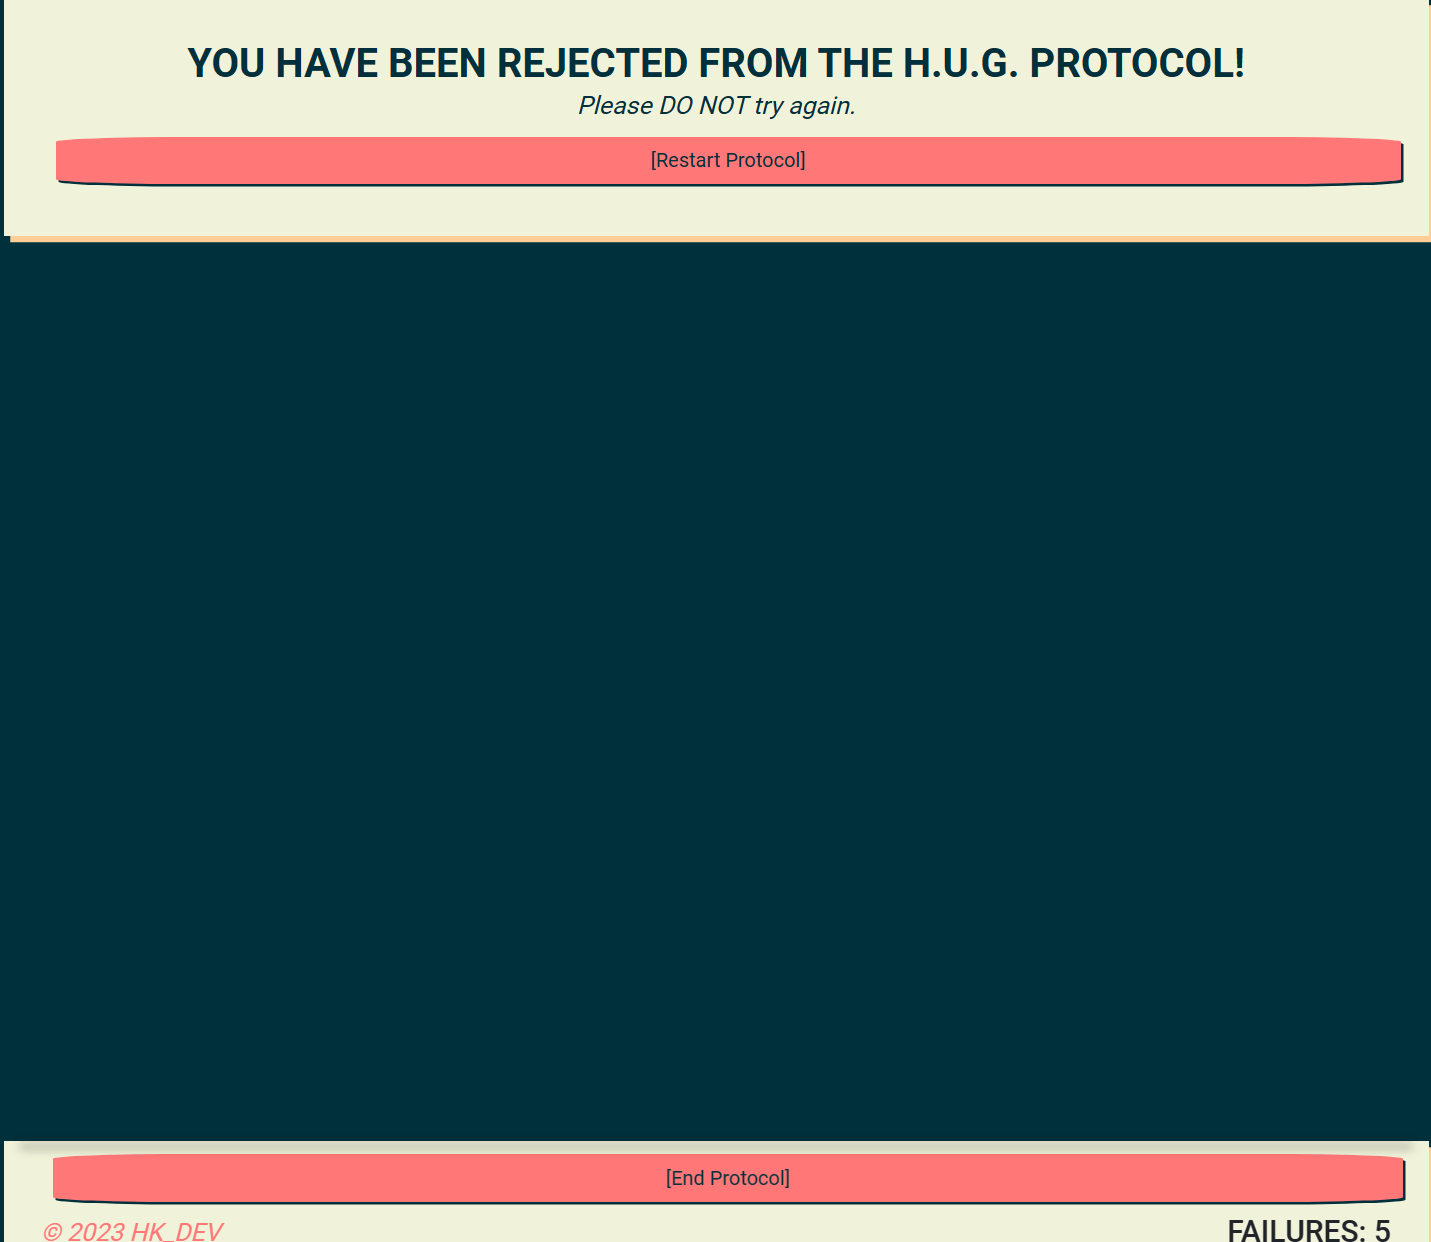 YOU HAVE BEEN REJECTED FROM THE H.U.G. PROTOCOL!
Please DO NOT try again.
[Restart Protocol]
[End Protocol]
© 2023 HK_DEV
FAILURES: 5